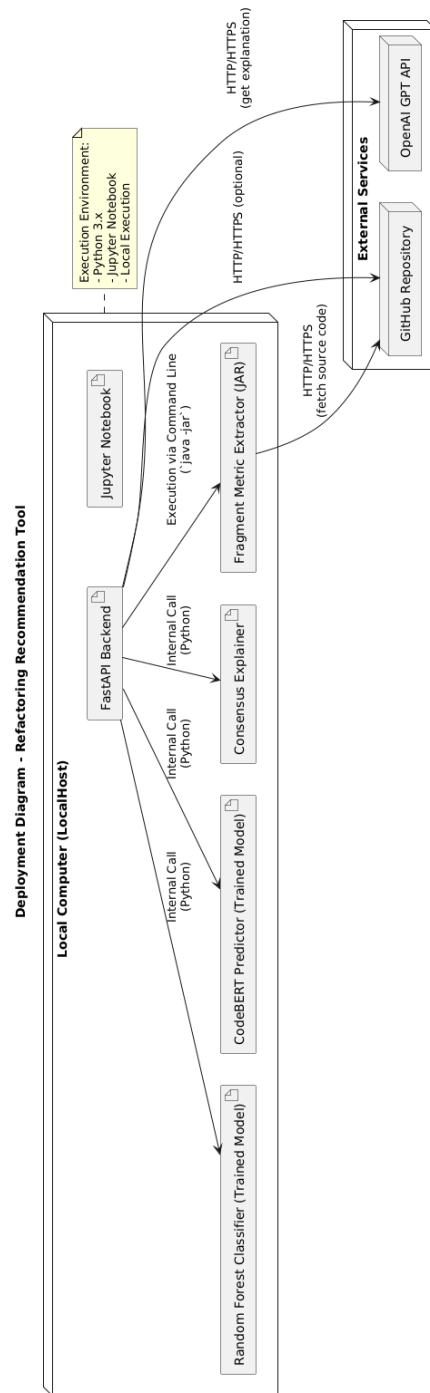 Deployment Diagram - Refactoring Recommendation Tool
Local Computer (LocalHost)
Execution Environment:
- Python 3.x
- Jupyter Notebook
- Local Execution
FastAPI Backend
Jupyter Notebook
Internal Call
(Python)
Internal Call
(Python)
Internal Call
(Python)
Execution via Command Line
(`java -jar`)
HTTP/HTTPS (optional)
HTTP/HTTPS
(get explanation)
Random Forest Classifier (Trained Model)
CodeBERT Predictor (Trained Model)
Consensus Explainer
Fragment Metric Extractor (JAR)
HTTP/HTTPS
(fetch source code)
External Services
GitHub Repository
OpenAI GPT API